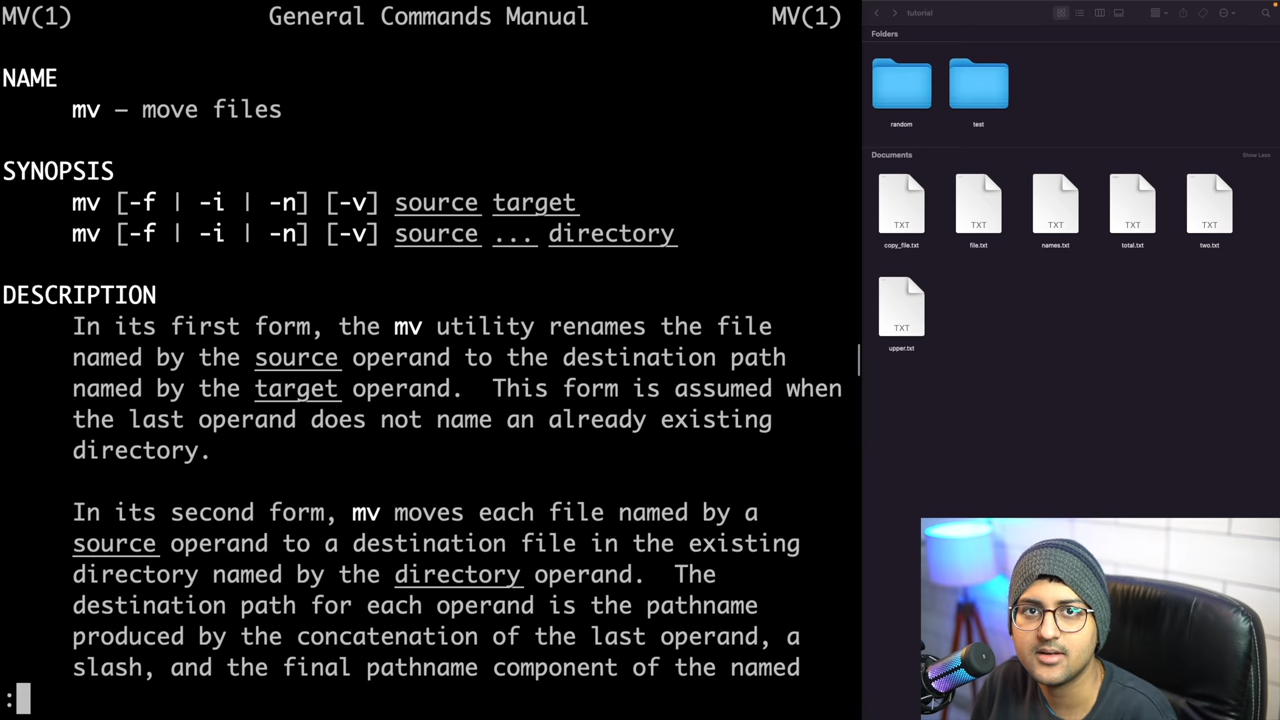 MV(1) General Commands Manual MV(1)
NAME
mv – move files
SYNOPSIS
mv [-f | -i | -n] [-v] source target
mv [-f | -i | -n] [-v] source ... directory
DESCRIPTION
In its first form, the mv utility renames the file
named by the source operand to the destination path
named by the target operand.  This form is assumed when
the last operand does not name an already existing
directory.
In its second form, mv moves each file named by a
source operand to a destination file in the existing
directory named by the directory operand.  The
destination path for each operand is the pathname
produced by the concatenation of the last operand, a
slash, and the final pathname component of the named
:
tutorial
Folders
random test
Documents Show Less
TXT TXT TXT TXT TXT
copy_file.txt file.txt names.txt total.txt two.txt
TXT
upper.txt